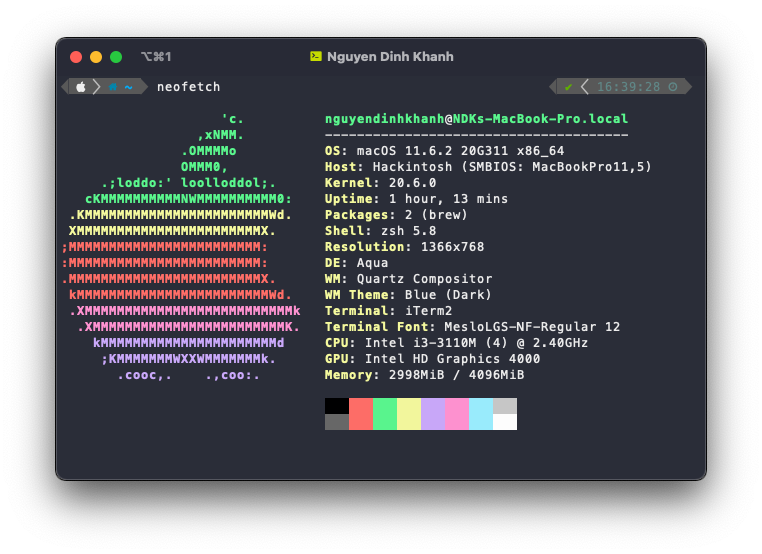 ⌥⌘1
Nguyen Dinh Khanh
~ neofetch
✔ 16:39:28
'c.
,xNMM.
.OMMMMo
OMMM0,
.;loddo:' loolloddol;.
cKMMMMMMMMMMNWMMMMMMMMMM0:
.KMMMMMMMMMMMMMMMMMMMMMMMWd.
XMMMMMMMMMMMMMMMMMMMMMMMX.
;MMMMMMMMMMMMMMMMMMMMMMMM:
:MMMMMMMMMMMMMMMMMMMMMMMM:
.MMMMMMMMMMMMMMMMMMMMMMMMX.
kMMMMMMMMMMMMMMMMMMMMMMMMWd.
.XMMMMMMMMMMMMMMMMMMMMMMMMMMk
.XMMMMMMMMMMMMMMMMMMMMMMMMK.
kMMMMMMMMMMMMMMMMMMMMMMd
;KMMMMMMMWXXWMMMMMMMk.
.cooc,. .,coo:.
nguyendinhkhanh@NDKs-MacBook-Pro.local
--------------------------------------
OS: macOS 11.6.2 20G311 x86_64
Host: Hackintosh (SMBIOS: MacBookPro11,5)
Kernel: 20.6.0
Uptime: 1 hour, 13 mins
Packages: 2 (brew)
Shell: zsh 5.8
Resolution: 1366x768
DE: Aqua
WM: Quartz Compositor
WM Theme: Blue (Dark)
Terminal: iTerm2
Terminal Font: MesloLGS-NF-Regular 12
CPU: Intel i3-3110M (4) @ 2.40GHz
GPU: Intel HD Graphics 4000
Memory: 2998MiB / 4096MiB